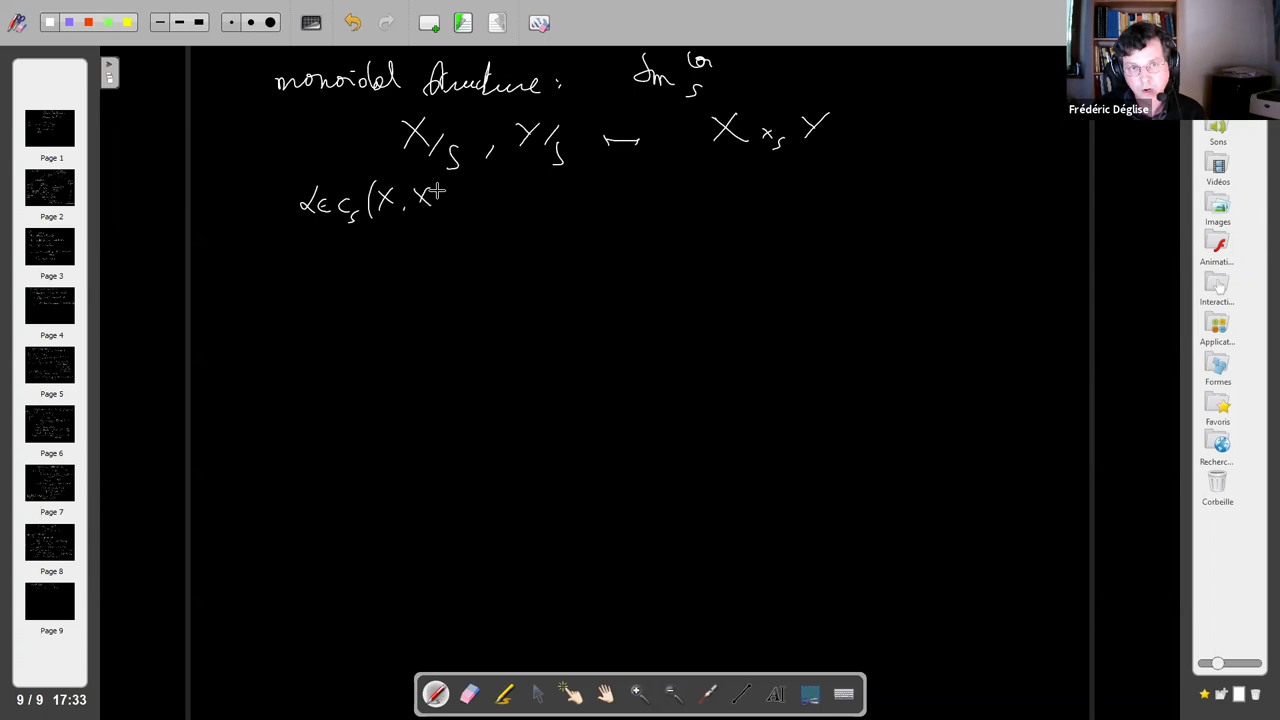 Frédéric Déglise
monoidal structure : Sm_S^cor
X/S , Y/S ⟼ X ×_S Y
α ∈ c_S(X, X
Page 1
Page 2
Page 3
Page 4
Page 5
Page 6
Page 7
Page 8
Page 9
Sons
Vidéos
Images
Animati...
Interacti...
Applicat...
Formes
Favoris
Recherc...
Corbeille
9 / 9 17:33